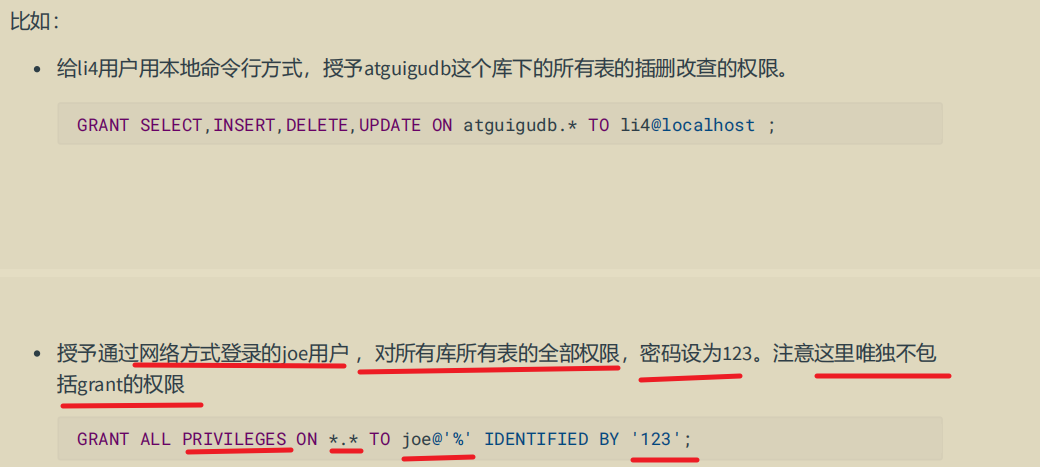 比如：
• 给li4用户用本地命令行方式，授予atguigudb这个库下的所有表的插删改查的权限。
GRANT SELECT,INSERT,DELETE,UPDATE ON atguigudb.* TO li4@localhost ;
• 授予通过网络方式登录的joe用户 ，对所有库所有表的全部权限，密码设为123。注意这里唯独不包
括grant的权限
GRANT ALL PRIVILEGES ON *.* TO joe@'%' IDENTIFIED BY '123';